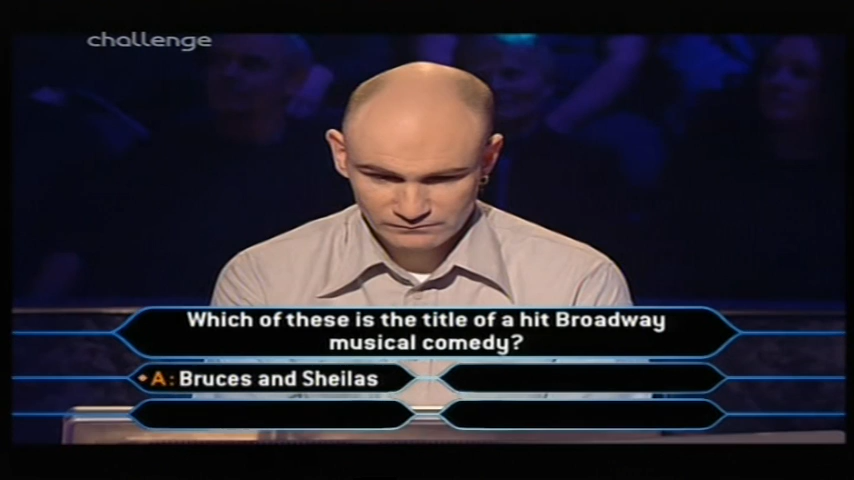 challenge
Which of these is the title of a hit Broadway
musical comedy?
A: Bruces and Sheilas